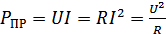 P_ПР = UI = RI² = U²/R